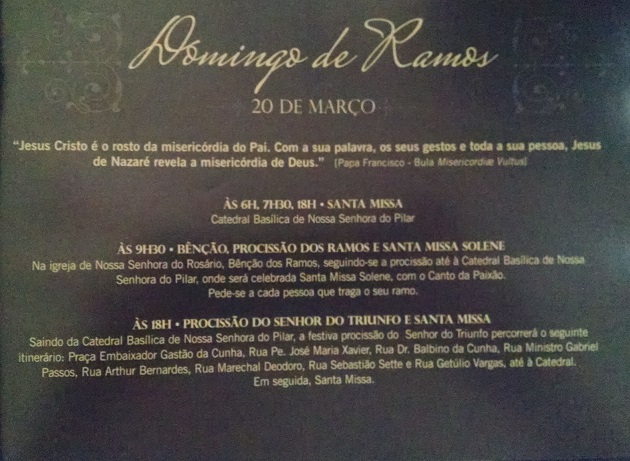 Domingo de Ramos
20 DE MARÇO
"Jesus Cristo é o rosto da misericórdia do Pai. Com a sua palavra, os seus gestos e toda a sua pessoa, Jesus
de Nazaré revela a misericórdia de Deus." (Papa Francisco - Bula Misericordiæ Vultus)
ÀS 6H, 7H30, 18H • SANTA MISSA
Catedral Basílica de Nossa Senhora do Pilar
ÀS 9H30 • BÊNÇÃO, PROCISSÃO DOS RAMOS E SANTA MISSA SOLENE
Na igreja de Nossa Senhora do Rosário, Bênção dos Ramos, seguindo-se a procissão até à Catedral Basílica de Nossa
Senhora do Pilar, onde será celebrada Santa Missa Solene, com o Canto da Paixão.
Pede-se a cada pessoa que traga o seu ramo.
ÀS 18H • PROCISSÃO DO SENHOR DO TRIUNFO E SANTA MISSA
Saindo da Catedral Basílica de Nossa Senhora do Pilar, a festiva procissão do Senhor do Triunfo percorrerá o seguinte
itinerário: Praça Embaixador Gastão da Cunha, Rua Pe. José Maria Xavier, Rua Dr. Balbino da Cunha, Rua Ministro Gabriel
Passos, Rua Arthur Bernardes, Rua Marechal Deodoro, Rua Sebastião Sette e Rua Getúlio Vargas, até à Catedral.
Em seguida, Santa Missa.